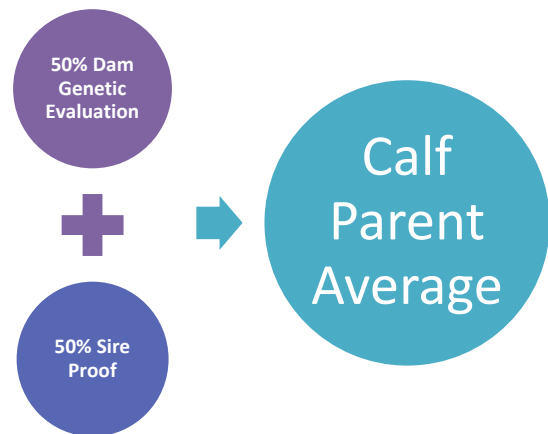 50% Dam
Genetic
Evaluation
50% Sire
Proof
Calf
Parent
Average